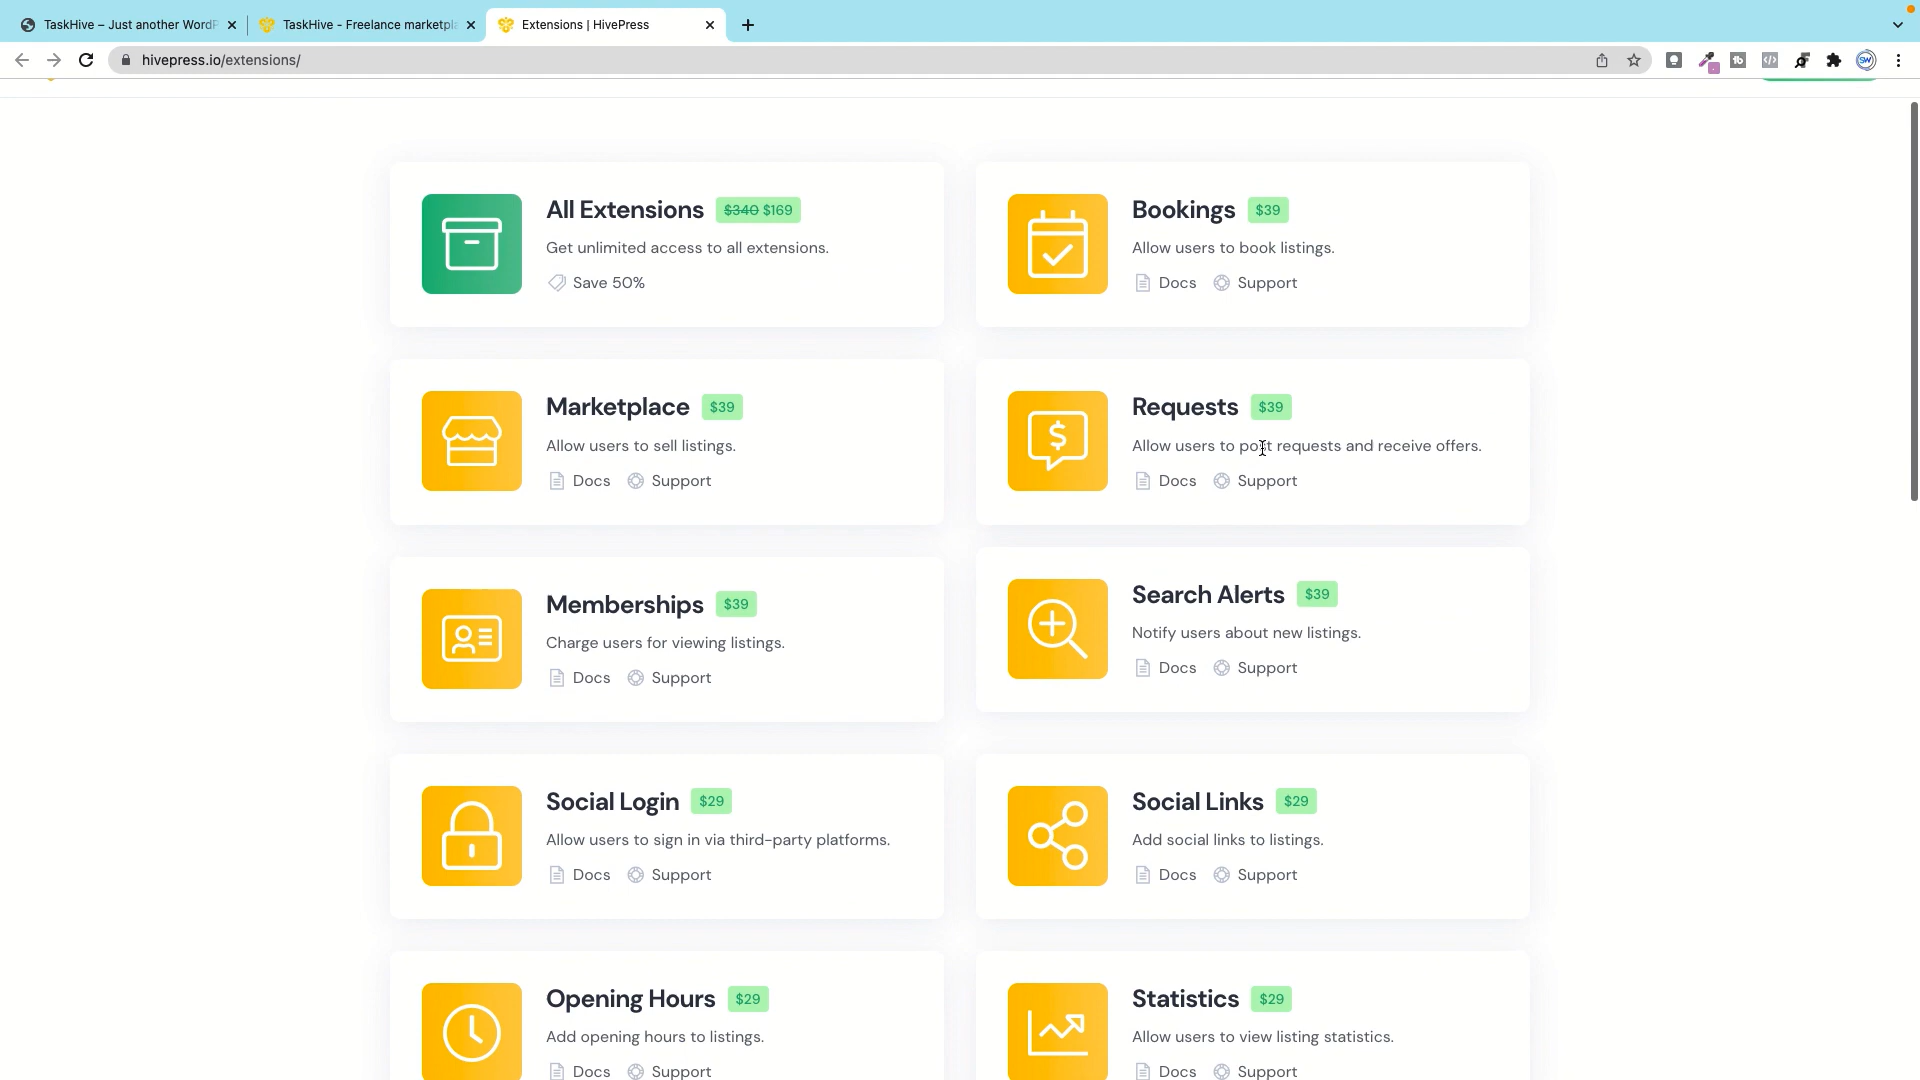 TaskHive – Just another WordP
TaskHive - Freelance marketpla
Extensions | HivePress
hivepress.io/extensions/
All Extensions $340 $169
Get unlimited access to all extensions.
Save 50%
Bookings $39
Allow users to book listings.
Docs Support
Marketplace $39
Allow users to sell listings.
Docs Support
Requests $39
Allow users to post requests and receive offers.
Docs Support
Memberships $39
Charge users for viewing listings.
Docs Support
Search Alerts $39
Notify users about new listings.
Docs Support
Social Login $29
Allow users to sign in via third-party platforms.
Docs Support
Social Links $29
Add social links to listings.
Docs Support
Opening Hours $29
Add opening hours to listings.
Docs Support
Statistics $29
Allow users to view listing statistics.
Docs Support